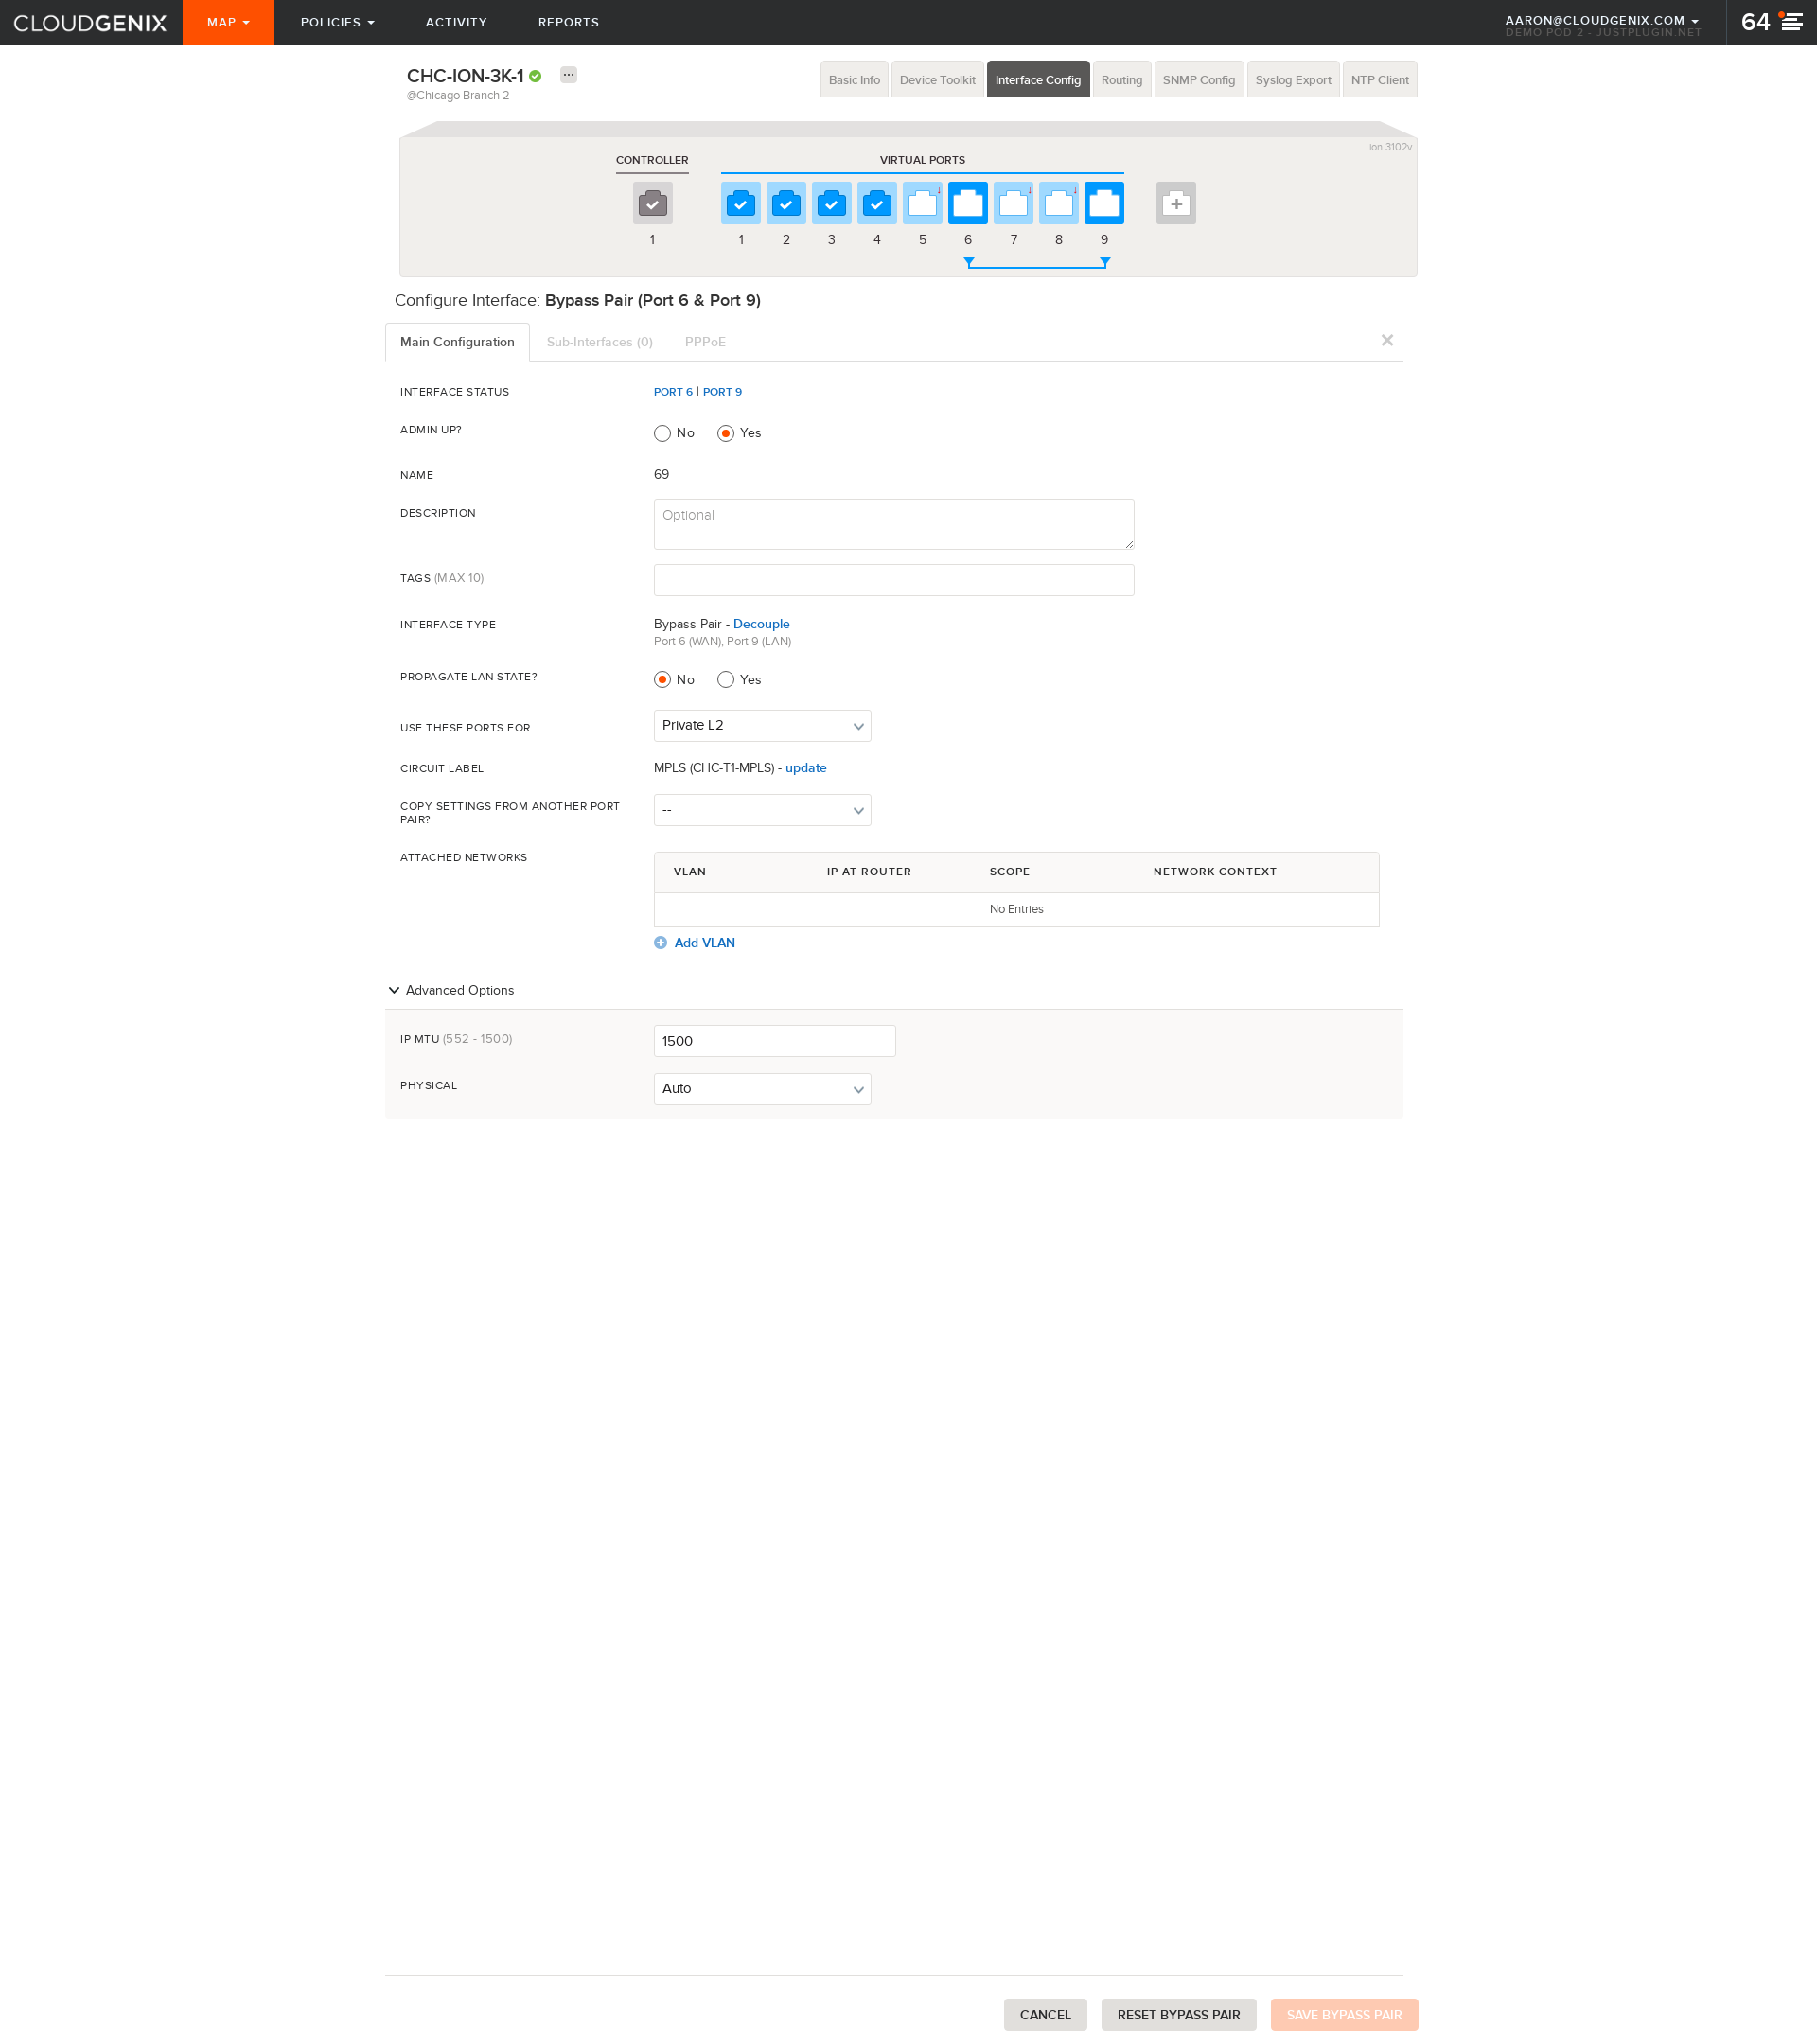 CLOUDGENIX MAP POLICIES ACTIVITY REPORTS AARON@CLOUDGENIX.COM 64
DEMO POD 2 - JUSTPLUGIN.NET
CHC-ION-3K-1 ...
@Chicago Branch 2
Basic Info Device Toolkit Interface Config Routing SNMP Config Syslog Export NTP Client
ion 3102v
CONTROLLER VIRTUAL PORTS
1 1 2 3 4 5 6 7 8 9
Configure Interface: Bypass Pair (Port 6 & Port 9)
Main Configuration Sub-Interfaces (0) PPPoE
INTERFACE STATUS PORT 6 | PORT 9
ADMIN UP? No Yes
NAME 69
DESCRIPTION Optional
TAGS (MAX 10)
INTERFACE TYPE Bypass Pair - Decouple
Port 6 (WAN), Port 9 (LAN)
PROPAGATE LAN STATE? No Yes
USE THESE PORTS FOR... Private L2
CIRCUIT LABEL MPLS (CHC-T1-MPLS) - update
COPY SETTINGS FROM ANOTHER PORT
PAIR?
--
ATTACHED NETWORKS
VLAN IP AT ROUTER SCOPE NETWORK CONTEXT
No Entries
Add VLAN
Advanced Options
IP MTU (552 - 1500) 1500
PHYSICAL Auto
CANCEL RESET BYPASS PAIR SAVE BYPASS PAIR